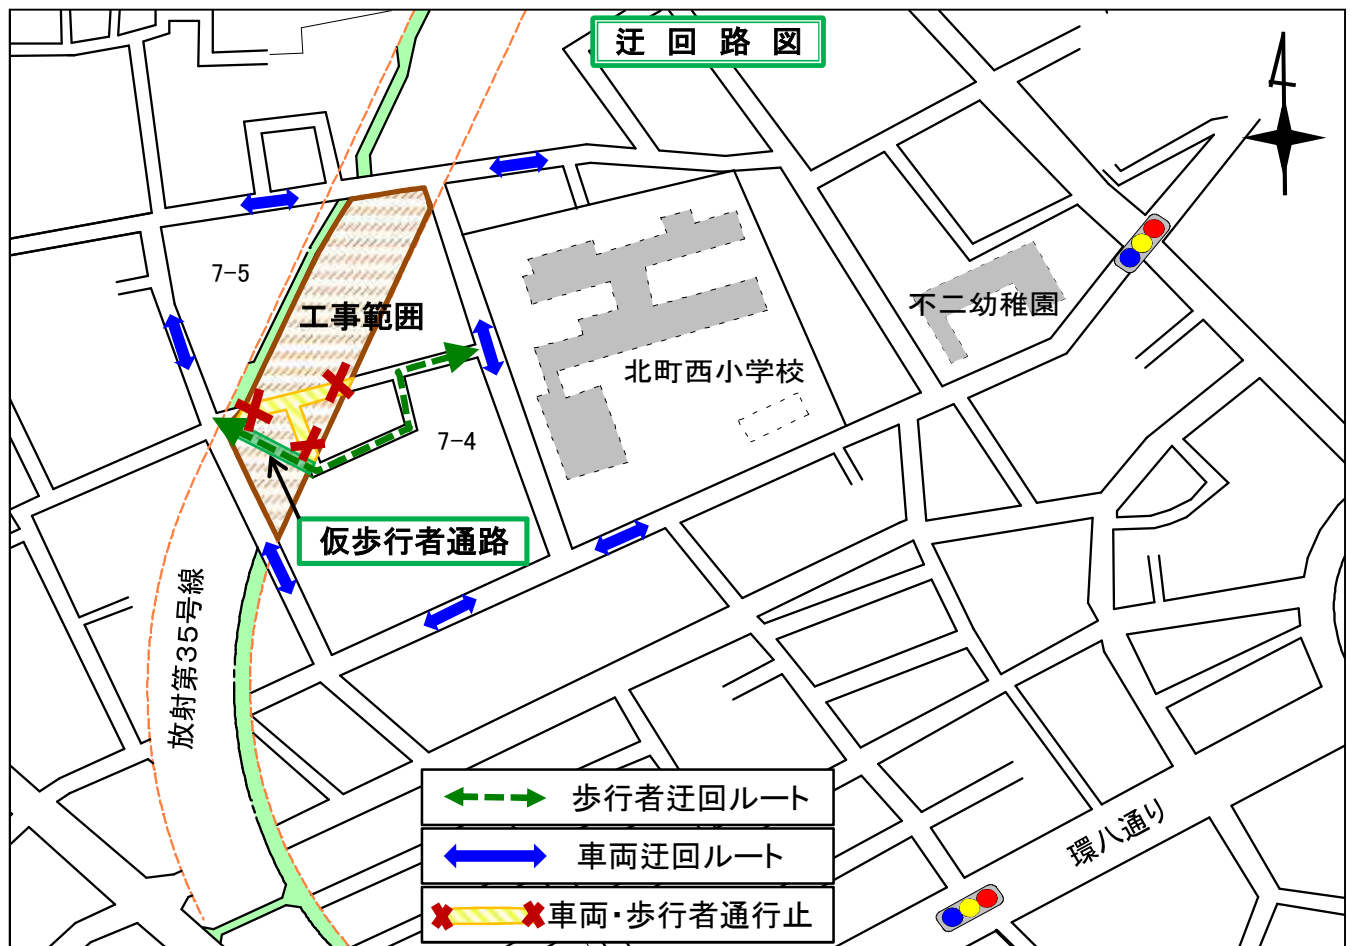 迂回路図
7-5
工事範囲
不二幼稚園
北町西小学校
7-4
仮歩行者通路
放射第35号線
歩行者迂回ルート
車両迂回ルート
車両・歩行者通行止
環八通り